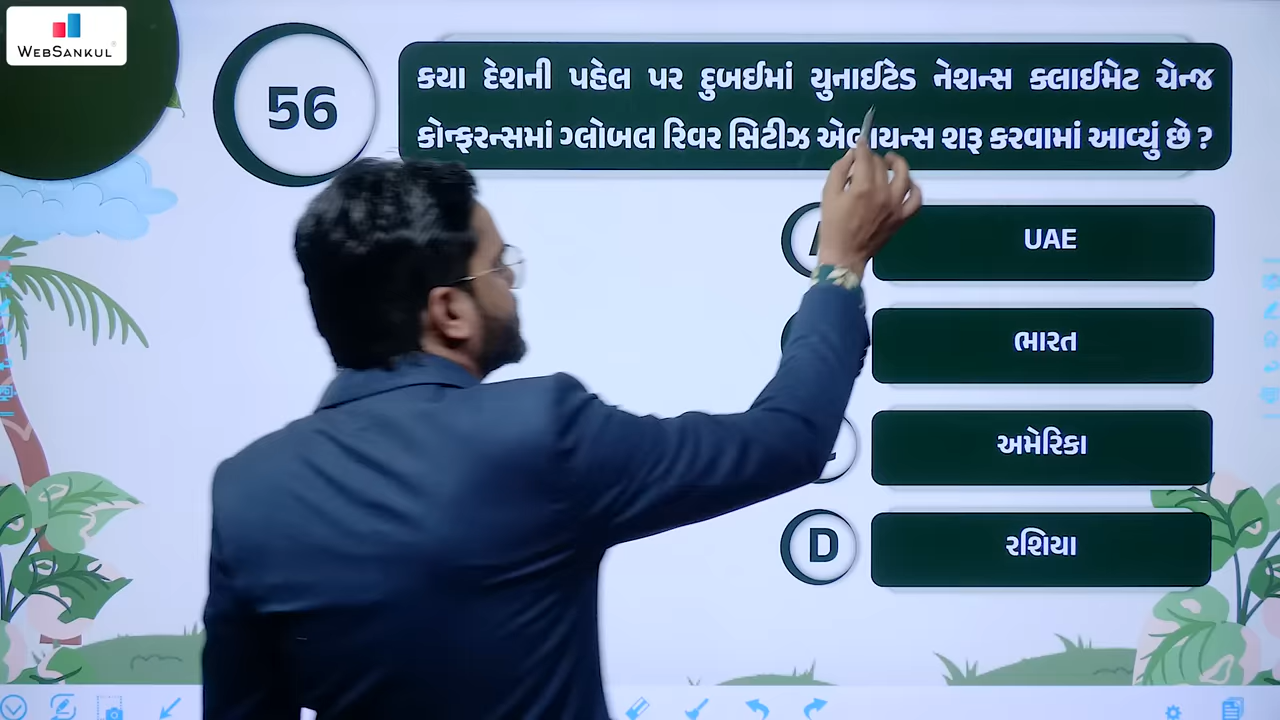 WEBSANKUL
56
કયા દેશની પહેલ પર દુબઈમાં યુનાઈટેડ નેશન્સ ક્લાઈમેટ ચેન્જ
કોન્ફરન્સમાં ગ્લોબલ રિવર સિટીઝ એલાયન્સ શરૂ કરવામાં આવ્યું છે ?
UAE
ભારત
અમેરિકા
D રશિયા